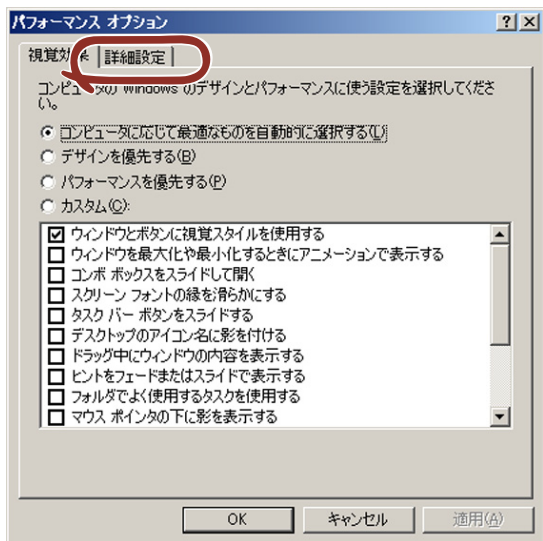 パフォーマンス オプション
視覚効果 詳細設定
コンピュータの Windows のデザインとパフォーマンスに使う設定を選択してくださ
い。
コンピュータに応じて最適なものを自動的に選択する(L)
デザインを優先する(B)
パフォーマンスを優先する(P)
カスタム(C):
ウィンドウとボタンに視覚スタイルを使用する
ウィンドウを最大化や最小化するときにアニメーションで表示する
コンボ ボックスをスライドして開く
スクリーン フォントの縁を滑らかにする
タスク バー ボタンをスライドする
デスクトップのアイコン名に影を付ける
ドラッグ中にウィンドウの内容を表示する
ヒントをフェードまたはスライドで表示する
フォルダでよく使用するタスクを使用する
マウス ポインタの下に影を表示する
OK キャンセル 適用(A)